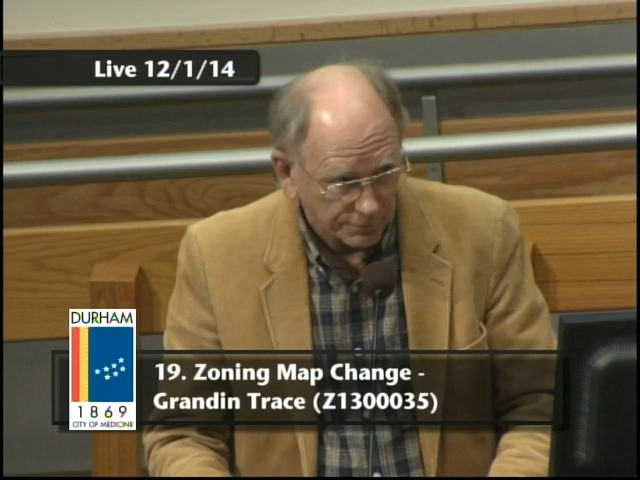 Live 12/1/14
DURHAM
1869
CITY OF MEDICINE
19. Zoning Map Change -
Grandin Trace (Z1300035)